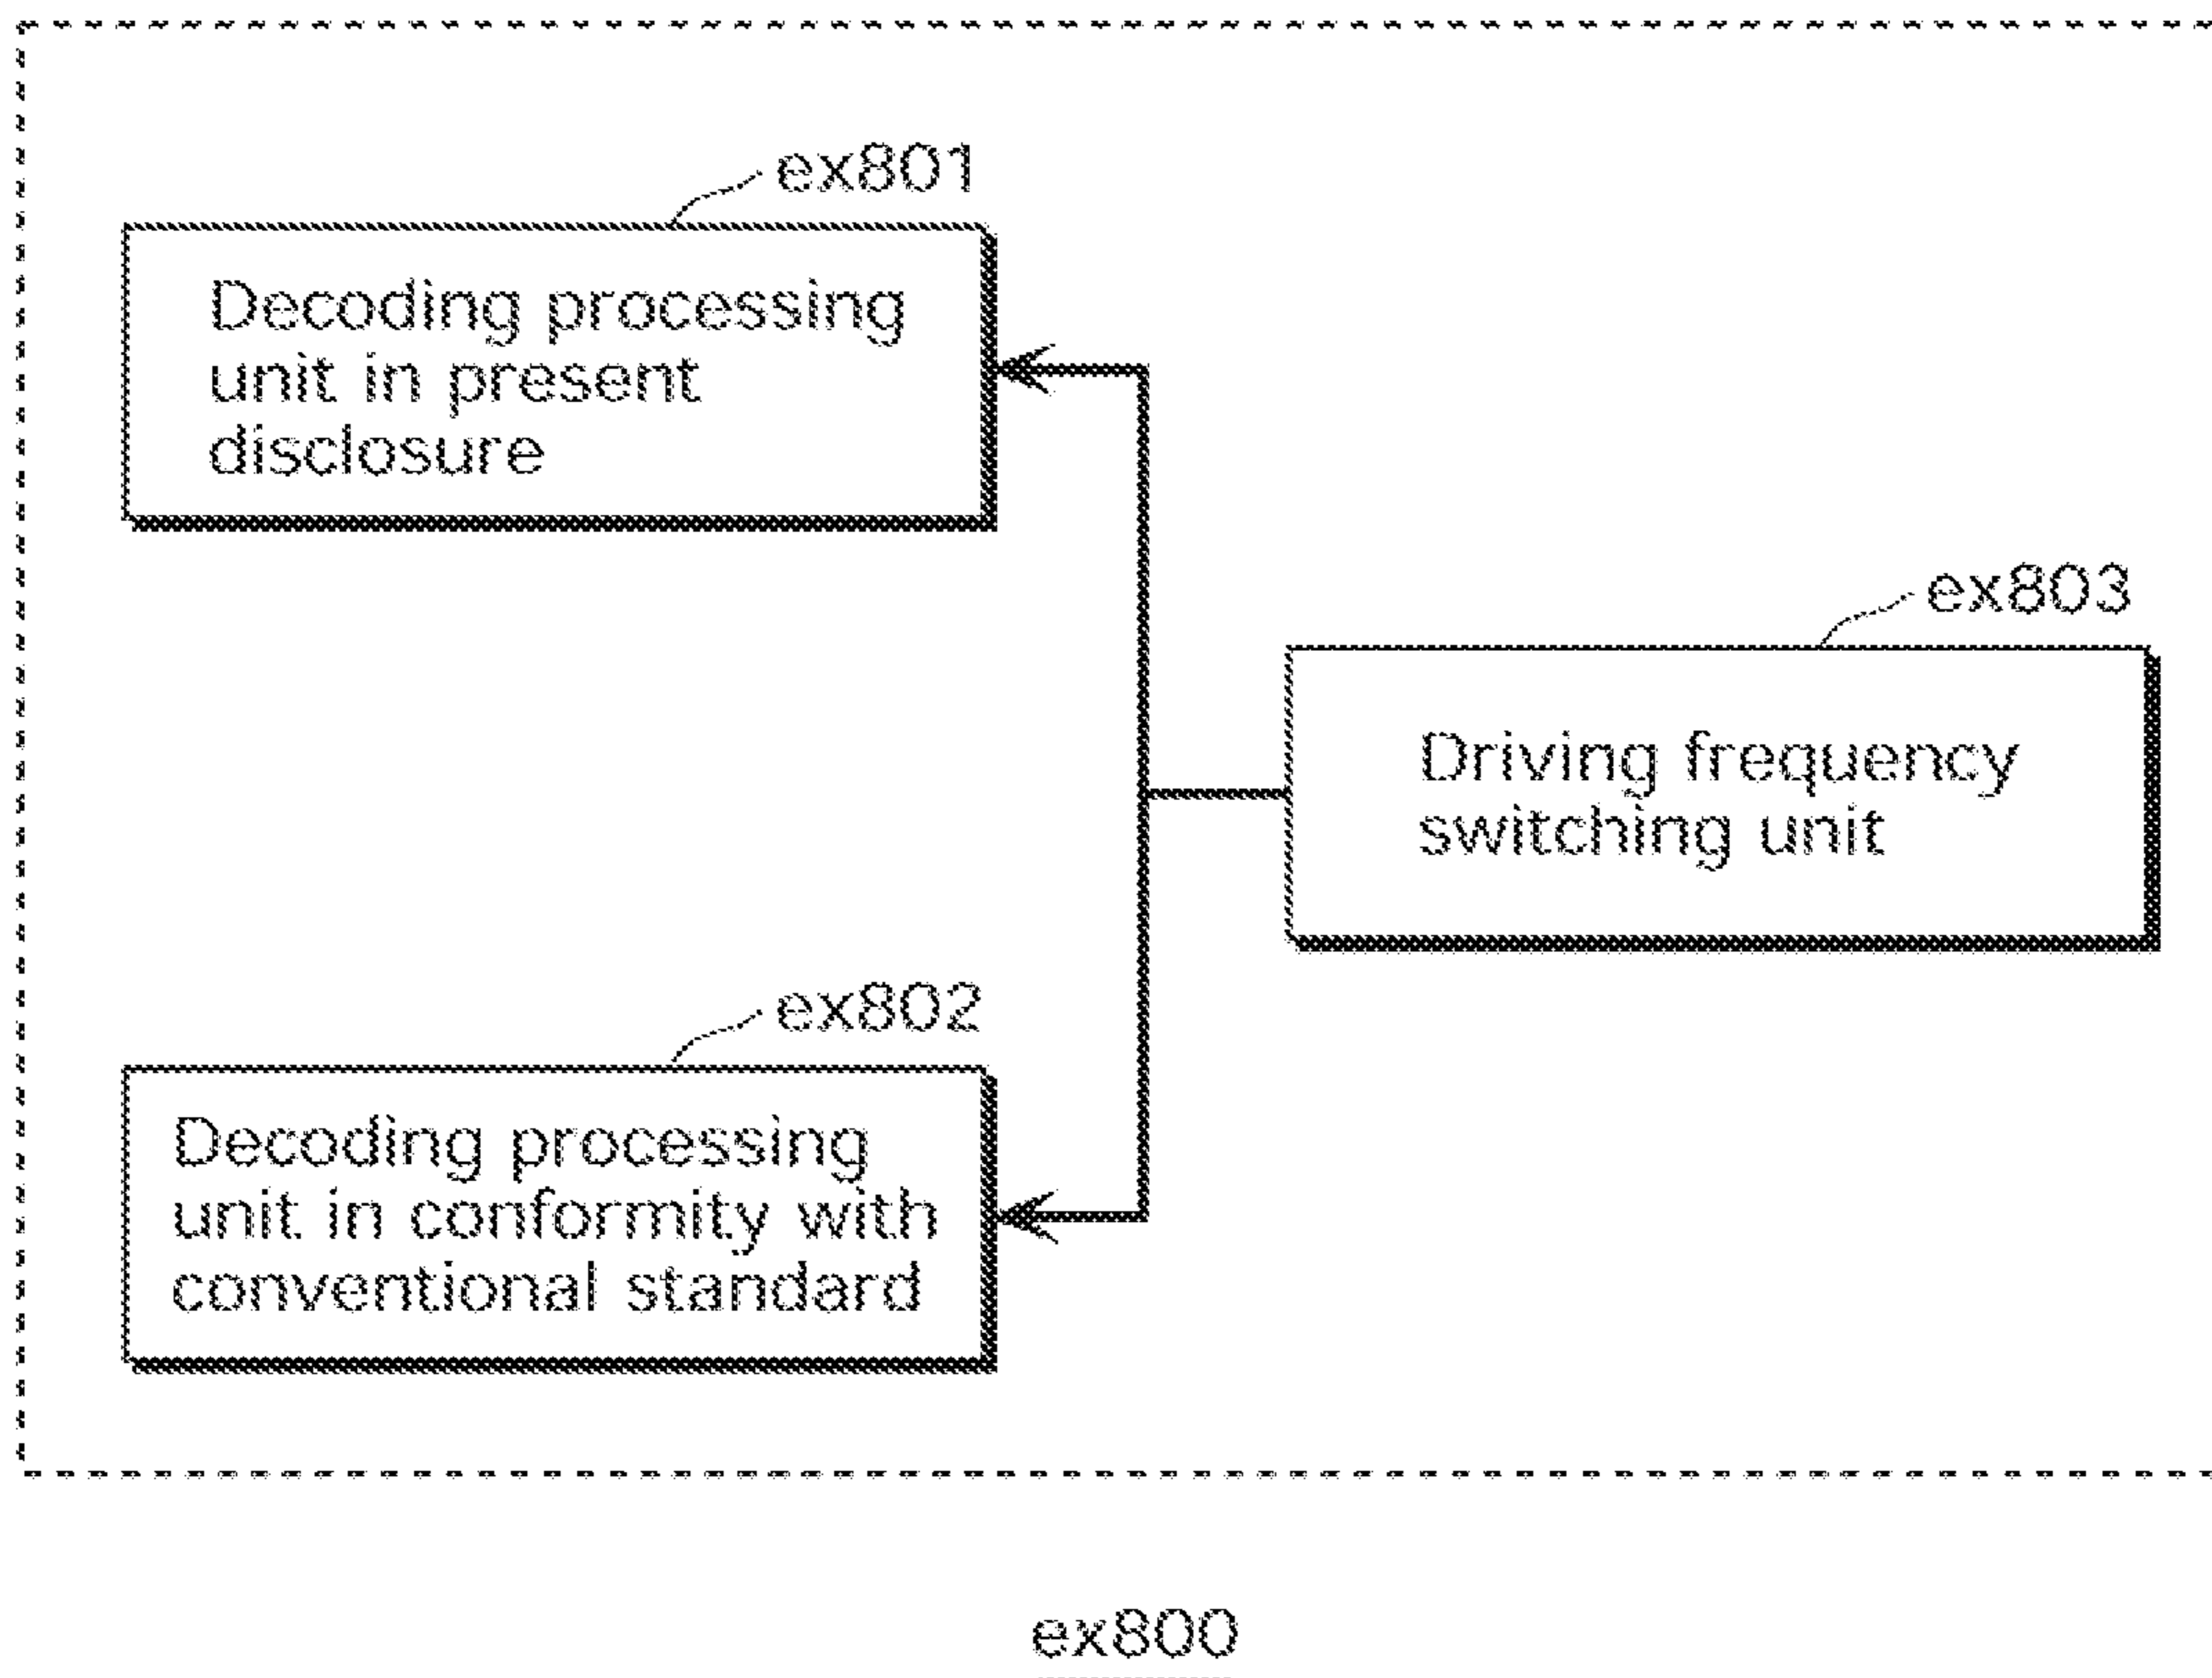 ex801
Decoding processing
unit in present
disclosure
ex803
Driving frequency
switching unit
ex802
Decoding processing
unit in conformity with
conventional standard
ex800